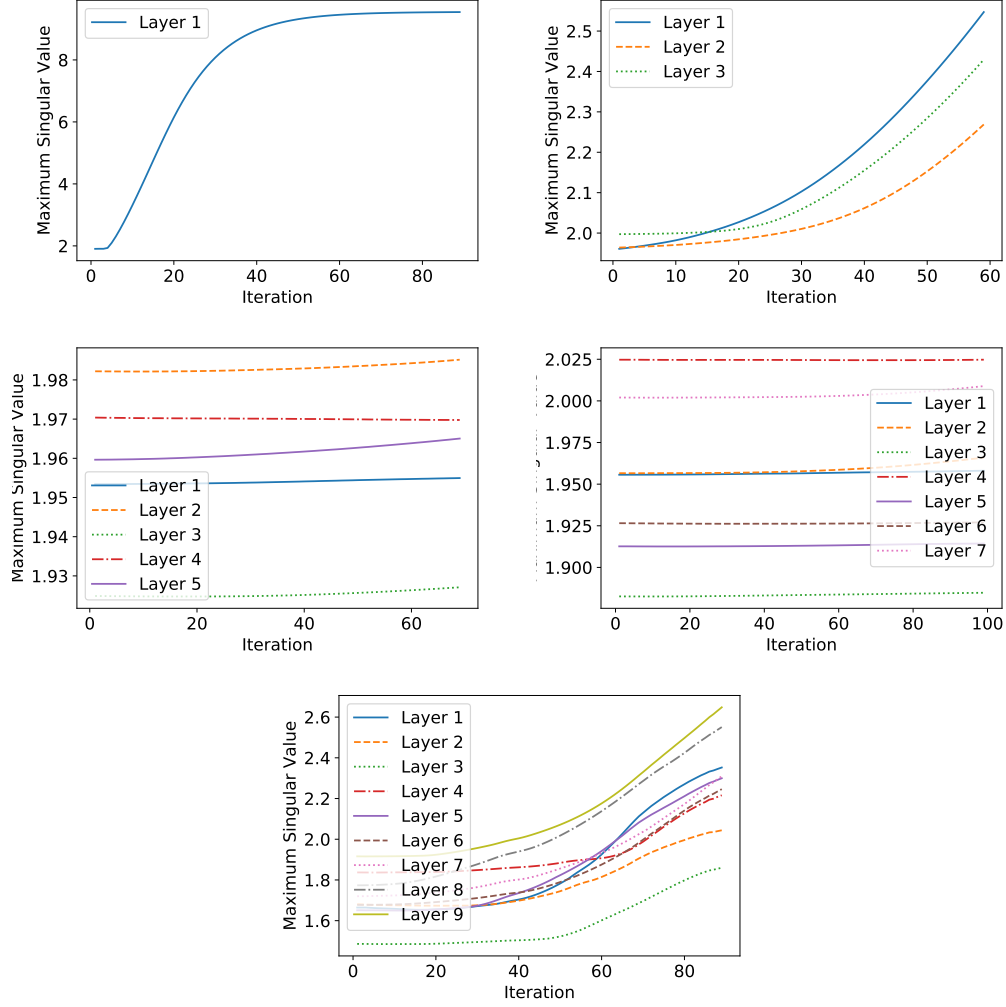 Maximum Singular Value
8
6
4
2
Layer 1
0 20 40 60 80
Iteration
Maximum Singular Value
2.5
2.4
2.3
2.2
2.1
2.0
Layer 1
Layer 2
Layer 3
0 10 20 30 40 50 60
Iteration
Maximum Singular Value
1.98
1.97
1.96
1.95
1.94
1.93
Layer 1
Layer 2
Layer 3
Layer 4
Layer 5
0 20 40 60
Iteration
2.025
2.000
1.975
1.950
1.925
1.900
Layer 1
Layer 2
Layer 3
Layer 4
Layer 5
Layer 6
Layer 7
0 20 40 60 80 100
Iteration
Maximum Singular Value
2.6
2.4
2.2
2.0
1.8
1.6
Layer 1
Layer 2
Layer 3
Layer 4
Layer 5
Layer 6
Layer 7
Layer 8
Layer 9
0 20 40 60 80
Iteration